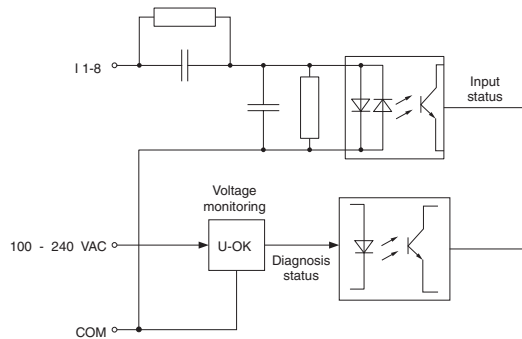 I 1-8
Input
status
Voltage
monitoring
100 - 240 VAC
U-OK
Diagnosis
status
COM